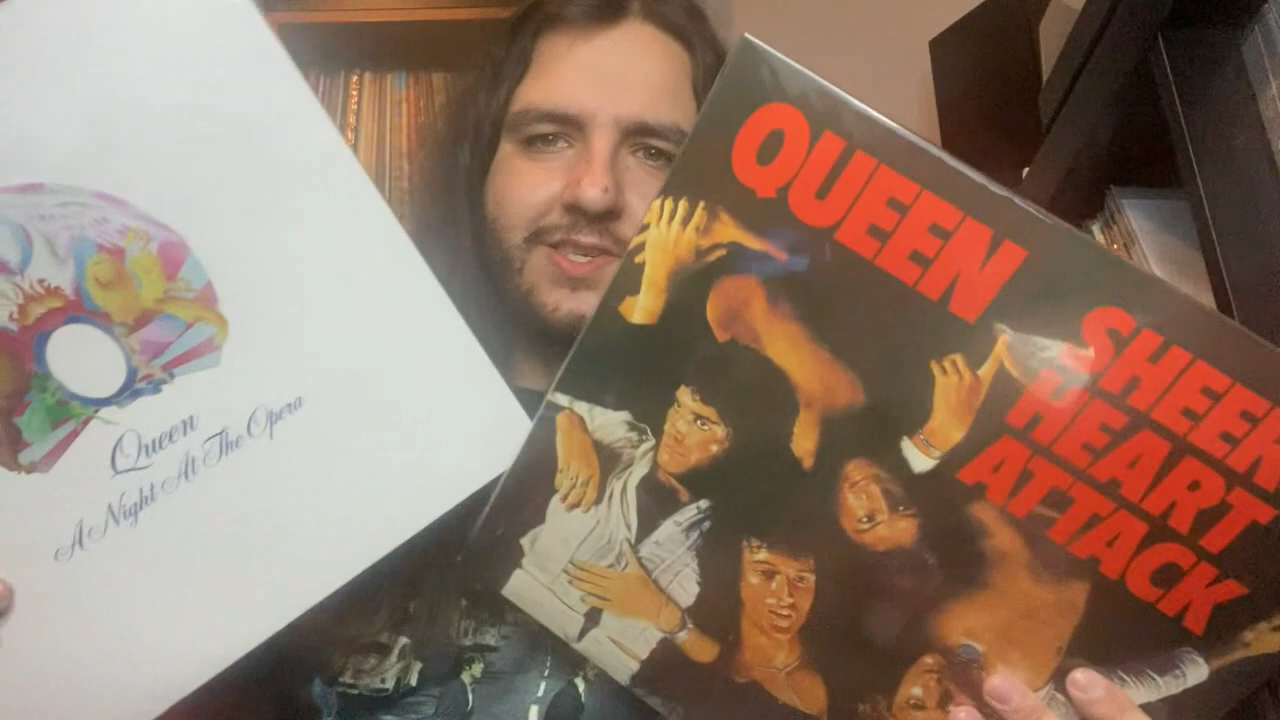 Queen
A Night At The Opera
QUEEN
SHEER
HEART
ATTACK